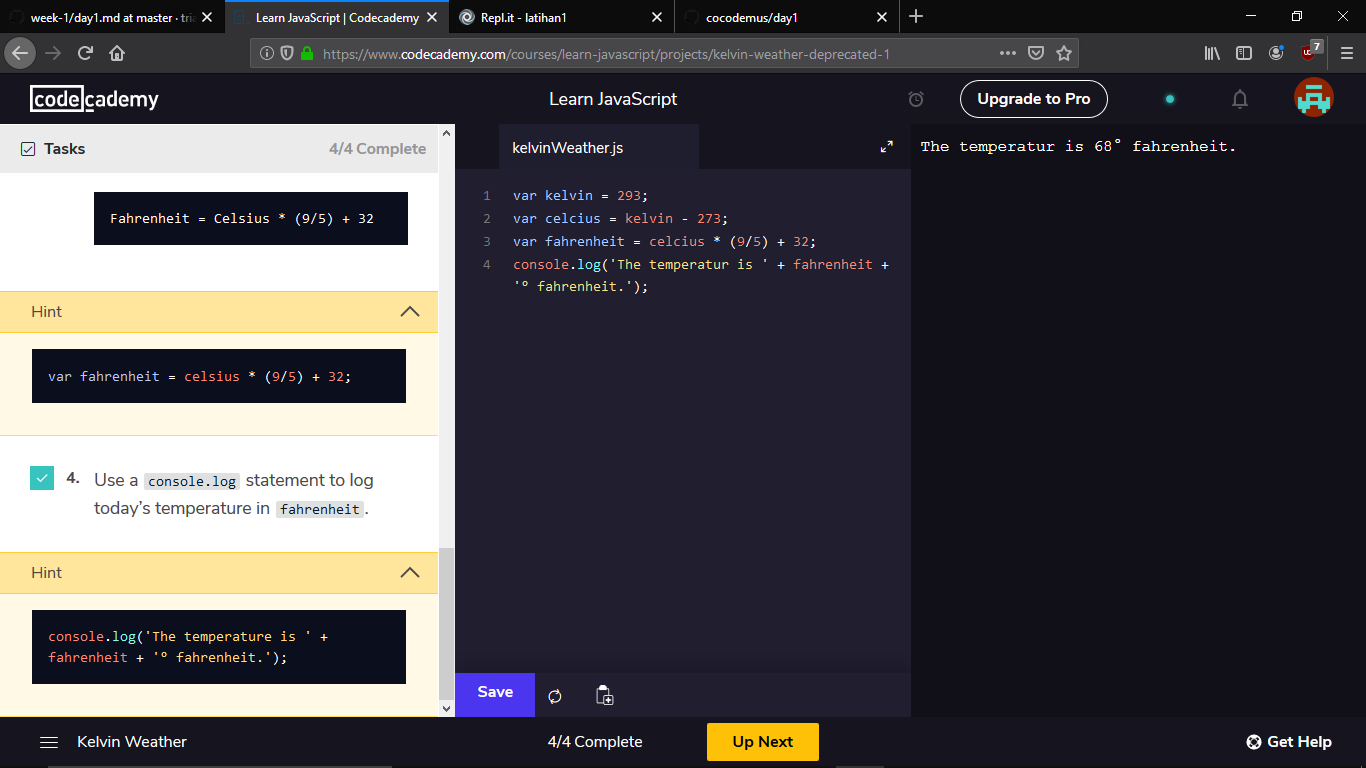 week-1/day1.md at master · tria
Learn JavaScript | Codecademy
Repl.it - latihan1
cocodemus/day1
https://www.codecademy.com/courses/learn-javascript/projects/kelvin-weather-deprecated-1
7
codecademy
Learn JavaScript
Upgrade to Pro
Tasks
4/4 Complete
Fahrenheit = Celsius * (9/5) + 32
Hint
var fahrenheit = celsius * (9/5) + 32;
4. Use a console.log statement to log
today's temperature in fahrenheit.
Hint
console.log('The temperature is ' +
fahrenheit + '° fahrenheit.');
kelvinWeather.js
1 var kelvin = 293;
2 var celcius = kelvin - 273;
3 var fahrenheit = celcius * (9/5) + 32;
4 console.log('The temperatur is ' + fahrenheit +
'° fahrenheit.');
Save
The temperatur is 68° fahrenheit.
Kelvin Weather
4/4 Complete
Up Next
Get Help